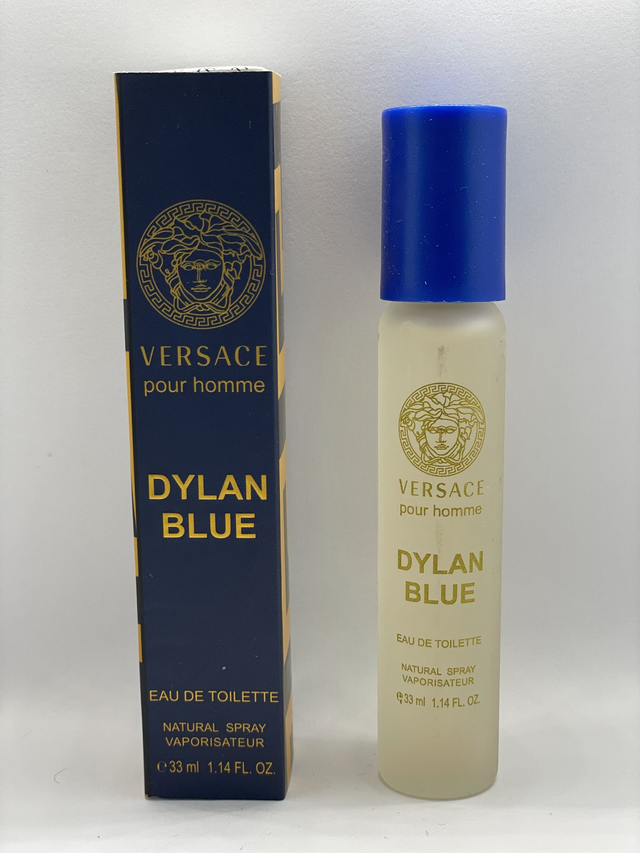 VERSACE
pour homme
DYLAN
BLUE
EAU DE TOILETTE
NATURAL SPRAY
VAPORISATEUR
℮ 33 ml 1.14 FL. OZ.
VERSACE
pour homme
DYLAN
BLUE
EAU DE TOILETTE
NATURAL SPRAY
VAPORISATEUR
℮ 33 ml 1.14 FL. OZ.